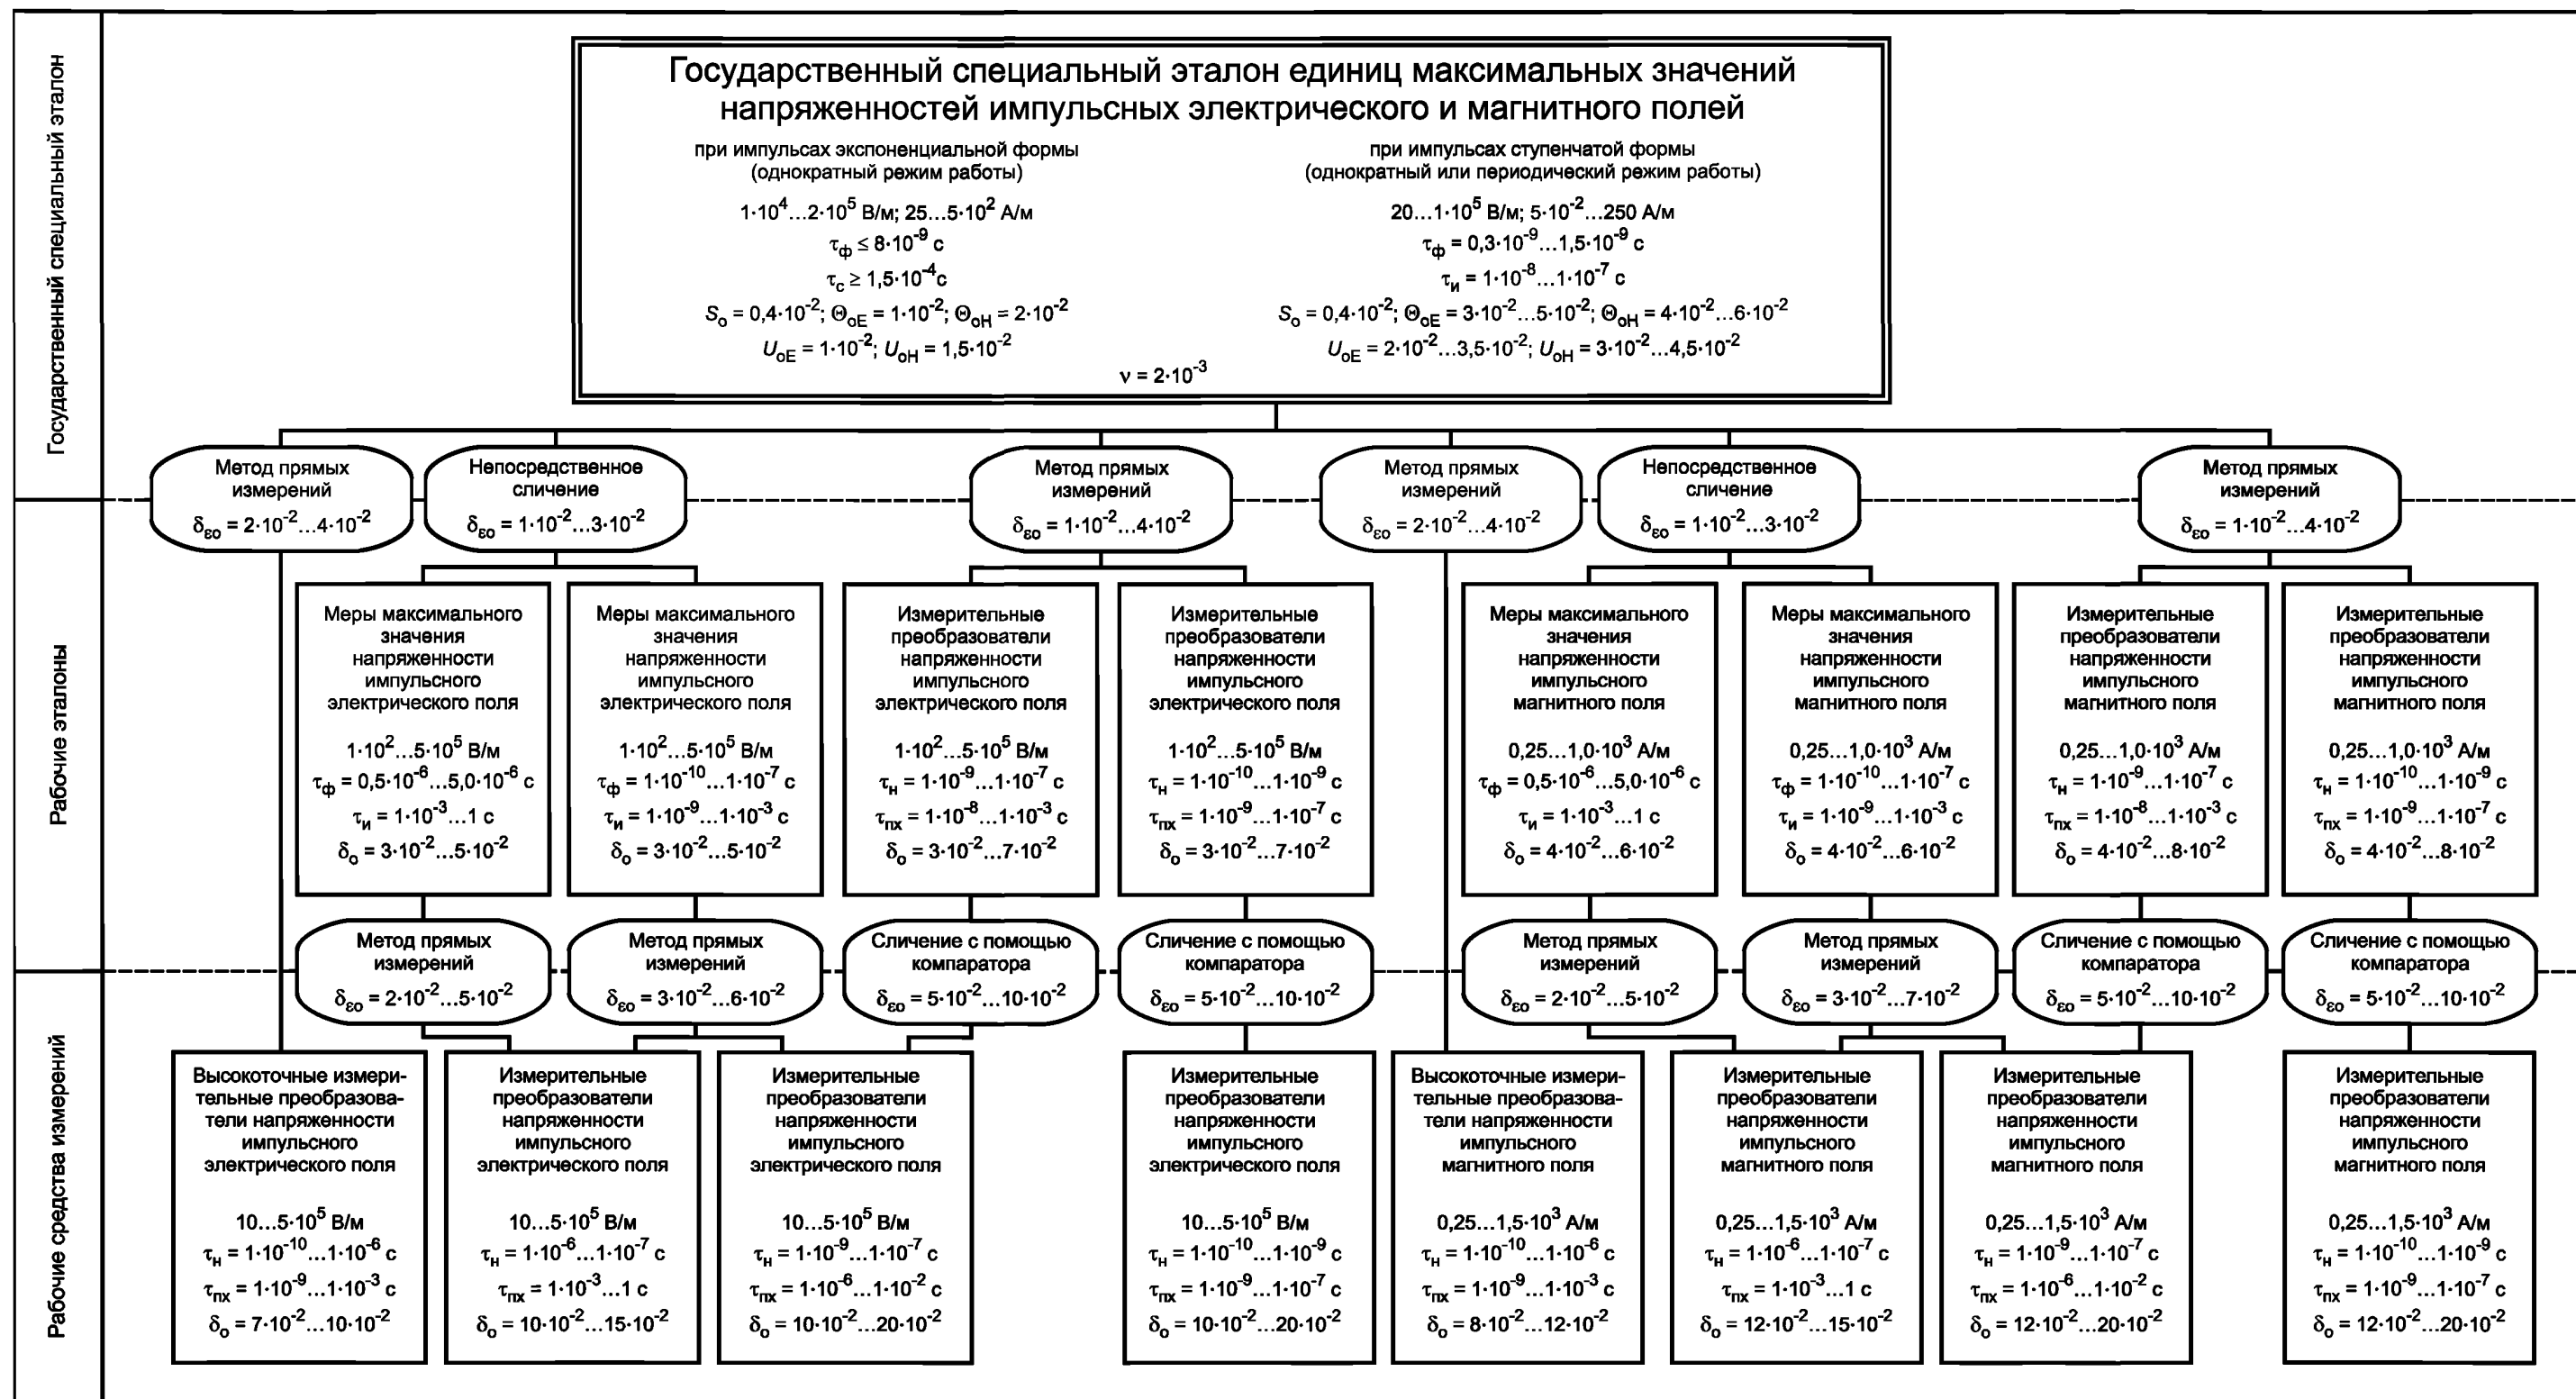 Государственный специальный эталон
Государственный специальный эталон единиц максимальных значений
напряженностей импульсных электрического и магнитного полей
при импульсах экспоненциальной формы
(однократный режим работы)
1·10⁴...2·10⁵ В/м; 25...5·10² А/м
τф ≤ 8·10⁻⁹ с
τс ≥ 1,5·10⁻⁴с
Sо = 0,4·10⁻²; ΘоЕ = 1·10⁻²; ΘоН = 2·10⁻²
UоЕ = 1·10⁻²; UоН = 1,5·10⁻²
при импульсах ступенчатой формы
(однократный или периодический режим работы)
20...1·10⁵ В/м; 5·10⁻²...250 А/м
τф = 0,3·10⁻⁹...1,5·10⁻⁹ с
τи = 1·10⁻⁸...1·10⁻⁷ с
Sо = 0,4·10⁻²; ΘоЕ = 3·10⁻²...5·10⁻²; ΘоН = 4·10⁻²...6·10⁻²
UоЕ = 2·10⁻²...3,5·10⁻²; UоН = 3·10⁻²...4,5·10⁻²
ν = 2·10⁻³
Метод прямых
измерений
δεо = 2·10⁻²...4·10⁻²
Непосредственное
сличение
δεо = 1·10⁻²...3·10⁻²
Метод прямых
измерений
δεо = 1·10⁻²...4·10⁻²
Метод прямых
измерений
δεо = 2·10⁻²...4·10⁻²
Непосредственное
сличение
δεо = 1·10⁻²...3·10⁻²
Метод прямых
измерений
δεо = 1·10⁻²...4·10⁻²
Рабочие эталоны
Меры максимального
значения
напряженности
импульсного
электрического поля
1·10²...5·10⁵ В/м
τф = 0,5·10⁻⁶...5,0·10⁻⁶ с
τи = 1·10⁻³...1 с
δо = 3·10⁻²...5·10⁻²
Меры максимального
значения
напряженности
импульсного
электрического поля
1·10²...5·10⁵ В/м
τф = 1·10⁻¹⁰...1·10⁻⁷ с
τи = 1·10⁻⁹...1·10⁻³ с
δо = 3·10⁻²...5·10⁻²
Измерительные
преобразователи
напряженности
импульсного
электрического поля
1·10²...5·10⁵ В/м
τн = 1·10⁻⁹...1·10⁻⁷ с
τпх = 1·10⁻⁸...1·10⁻³ с
δо = 3·10⁻²...7·10⁻²
Измерительные
преобразователи
напряженности
импульсного
электрического поля
1·10²...5·10⁵ В/м
τн = 1·10⁻¹⁰...1·10⁻⁹ с
τпх = 1·10⁻⁹...1·10⁻⁷ с
δо = 3·10⁻²...7·10⁻²
Меры максимального
значения
напряженности
импульсного
магнитного поля
0,25...1,0·10³ А/м
τф = 0,5·10⁻⁶...5,0·10⁻⁶ с
τи = 1·10⁻³...1 с
δо = 4·10⁻²...6·10⁻²
Меры максимального
значения
напряженности
импульсного
магнитного поля
0,25...1,0·10³ А/м
τф = 1·10⁻¹⁰...1·10⁻⁷ с
τи = 1·10⁻⁹...1·10⁻³ с
δо = 4·10⁻²...6·10⁻²
Измерительные
преобразователи
напряженности
импульсного
магнитного поля
0,25...1,0·10³ А/м
τн = 1·10⁻⁹...1·10⁻⁷ с
τпх = 1·10⁻⁸...1·10⁻³ с
δо = 4·10⁻²...8·10⁻²
Измерительные
преобразователи
напряженности
импульсного
магнитного поля
0,25...1,0·10³ А/м
τн = 1·10⁻¹⁰...1·10⁻⁹ с
τпх = 1·10⁻⁹...1·10⁻⁷ с
δо = 4·10⁻²...8·10⁻²
Метод прямых
измерений
δεо = 2·10⁻²...5·10⁻²
Метод прямых
измерений
δεо = 3·10⁻²...6·10⁻²
Сличение с помощью
компаратора
δεо = 5·10⁻²...10·10⁻²
Сличение с помощью
компаратора
δεо = 5·10⁻²...10·10⁻²
Метод прямых
измерений
δεо = 2·10⁻²...5·10⁻²
Метод прямых
измерений
δεо = 3·10⁻²...7·10⁻²
Сличение с помощью
компаратора
δεо = 5·10⁻²...10·10⁻²
Сличение с помощью
компаратора
δεо = 5·10⁻²...10·10⁻²
Рабочие средства измерений
Высокоточные измери-
тельные преобразова-
тели напряженности
импульсного
электрического поля
10...5·10⁵ В/м
τн = 1·10⁻¹⁰...1·10⁻⁶ с
τпх = 1·10⁻⁹...1·10⁻³ с
δо = 7·10⁻²...10·10⁻²
Измерительные
преобразователи
напряженности
импульсного
электрического поля
10...5·10⁵ В/м
τн = 1·10⁻⁶...1·10⁻⁷ с
τпх = 1·10⁻³...1 с
δо = 10·10⁻²...15·10⁻²
Измерительные
преобразователи
напряженности
импульсного
электрического поля
10...5·10⁵ В/м
τн = 1·10⁻⁹...1·10⁻⁷ с
τпх = 1·10⁻⁶...1·10⁻² с
δо = 10·10⁻²...20·10⁻²
Измерительные
преобразователи
напряженности
импульсного
электрического поля
10...5·10⁵ В/м
τн = 1·10⁻¹⁰...1·10⁻⁹ с
τпх = 1·10⁻⁹...1·10⁻⁷ с
δо = 10·10⁻²...20·10⁻²
Высокоточные измери-
тельные преобразова-
тели напряженности
импульсного
магнитного поля
0,25...1,5·10³ А/м
τн = 1·10⁻¹⁰...1·10⁻⁶ с
τпх = 1·10⁻⁹...1·10⁻³ с
δо = 8·10⁻²...12·10⁻²
Измерительные
преобразователи
напряженности
импульсного
магнитного поля
0,25...1,5·10³ А/м
τн = 1·10⁻⁶...1·10⁻⁷ с
τпх = 1·10⁻³...1 с
δо = 12·10⁻²...15·10⁻²
Измерительные
преобразователи
напряженности
импульсного
магнитного поля
0,25...1,5·10³ А/м
τн = 1·10⁻⁹...1·10⁻⁷ с
τпх = 1·10⁻⁶...1·10⁻² с
δо = 12·10⁻²...20·10⁻²
Измерительные
преобразователи
напряженности
импульсного
магнитного поля
0,25...1,5·10³ А/м
τн = 1·10⁻¹⁰...1·10⁻⁹ с
τпх = 1·10⁻⁹...1·10⁻⁷ с
δо = 12·10⁻²...20·10⁻²